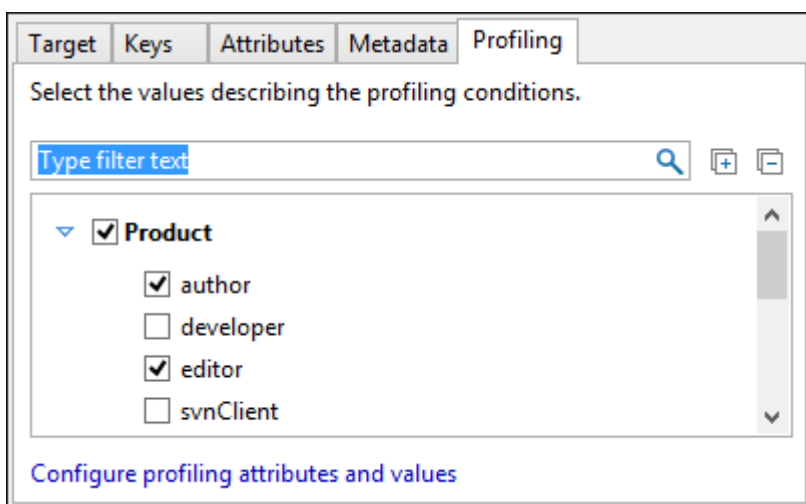 Target Keys Attributes Metadata Profiling
Select the values describing the profiling conditions.
Type filter text
Product
author
developer
editor
svnClient
Configure profiling attributes and values